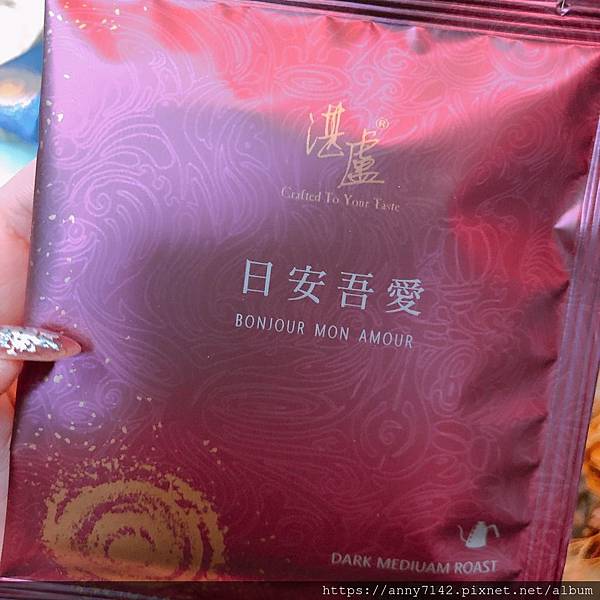 湛盧®
Crafted To Your Taste
日安吾愛
BONJOUR MON AMOUR
DARK MEDIUAM ROAST
https://anny7142.pixnet.net/album